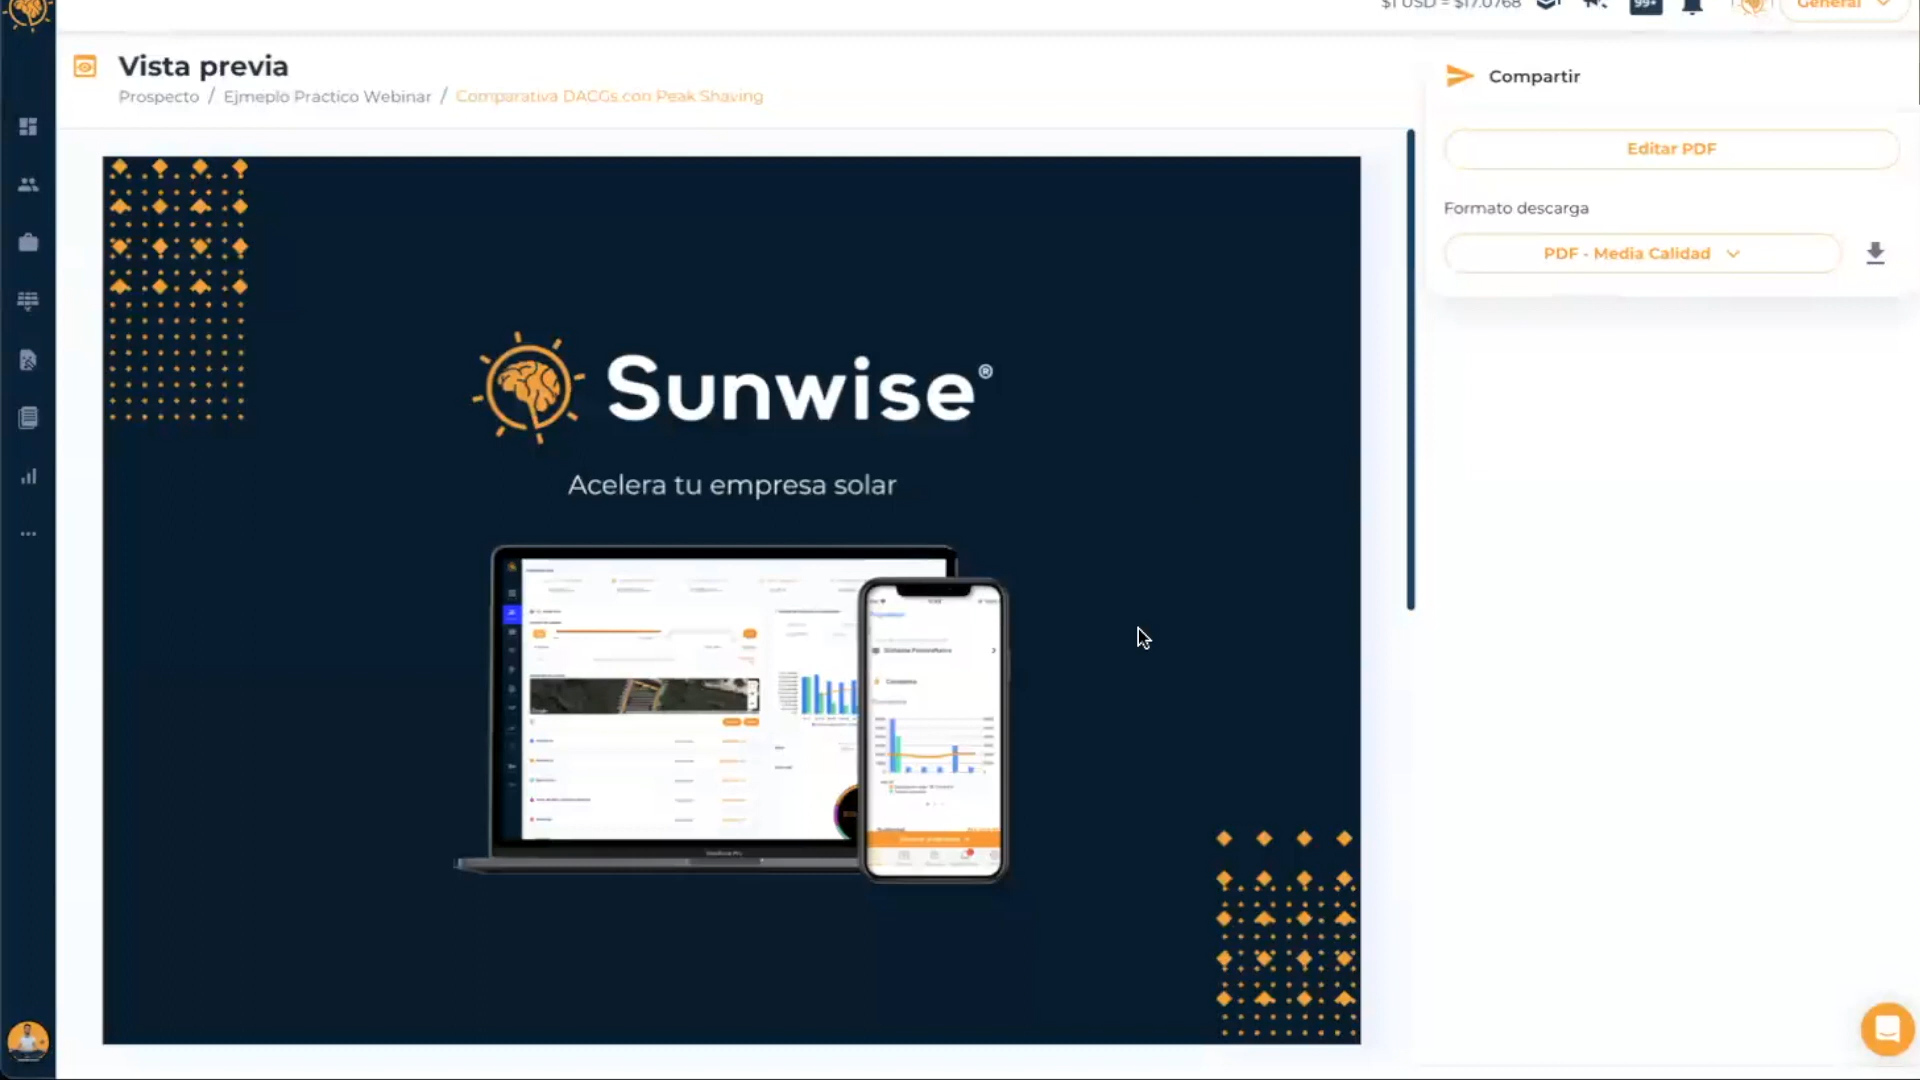 $1 USD = $17.0768
99+
General
Vista previa
Prospecto / Ejmeplo Practico Webinar / Comparativa DACGs con Peak Shaving
Compartir
Editar PDF
Formato descarga
PDF - Media Calidad
Sunwise®
Acelera tu empresa solar